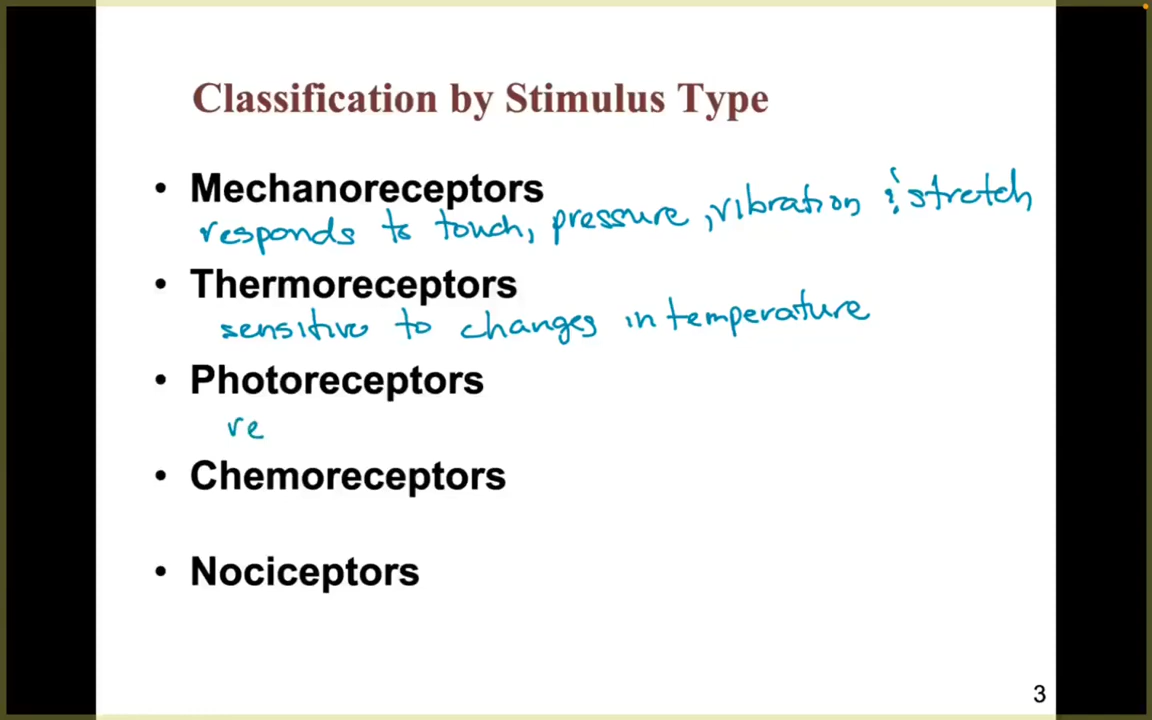 Classification by Stimulus Type
• Mechanoreceptors
responds to touch, pressure, vibration & stretch
• Thermoreceptors
sensitive to changes in temperature
• Photoreceptors
re
• Chemoreceptors
• Nociceptors
3